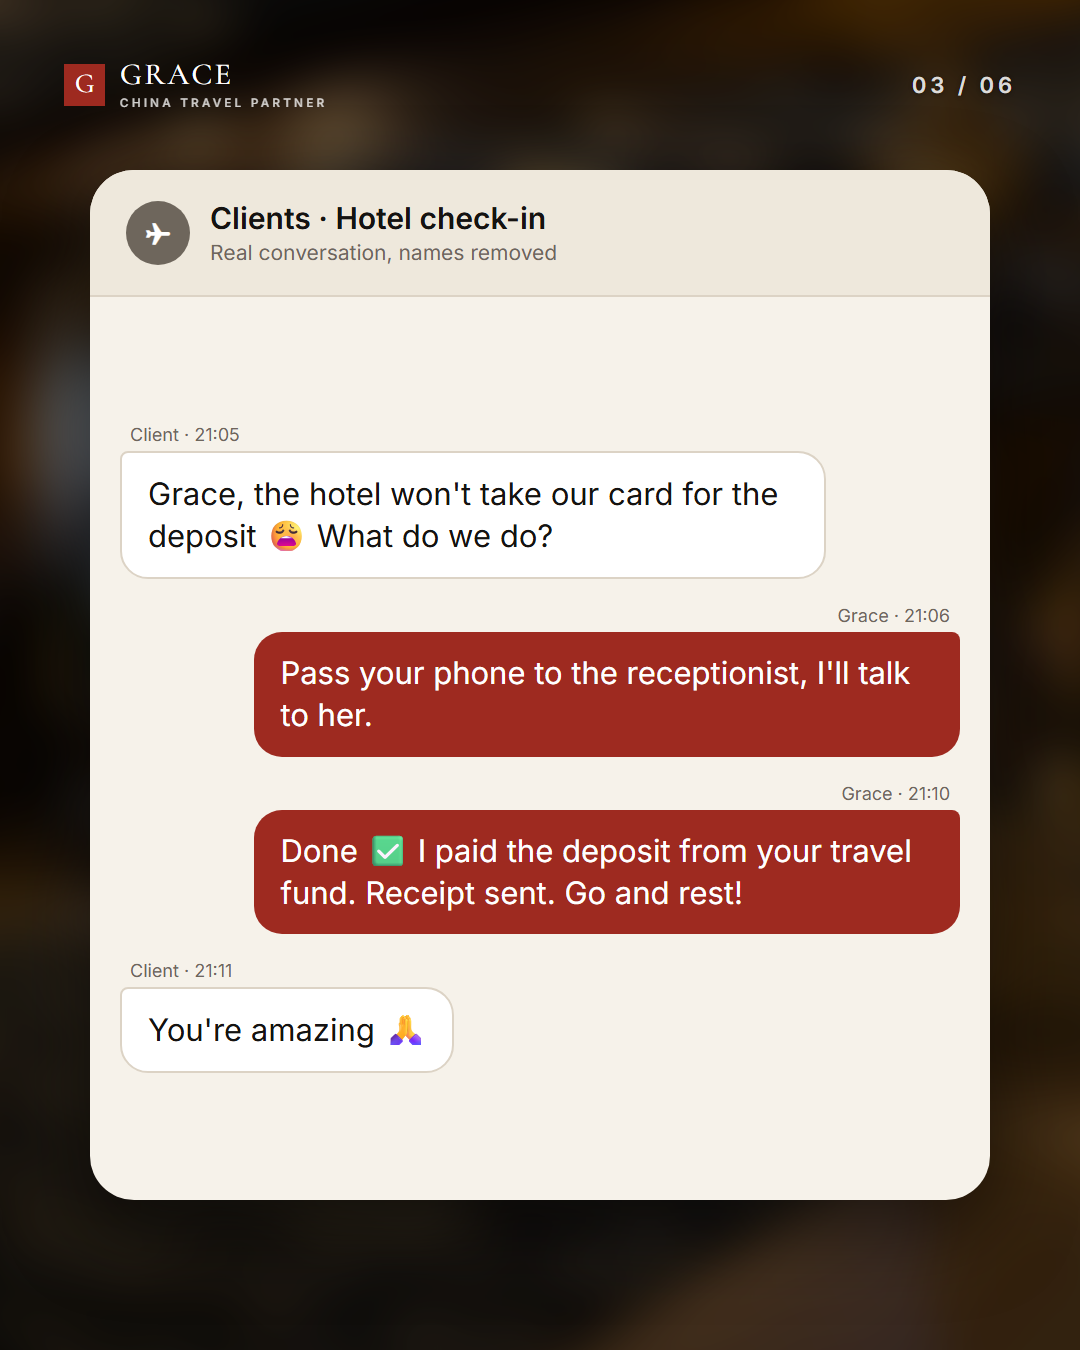 G
GRACE
CHINA TRAVEL PARTNER
03 / 06
Clients · Hotel check-in
Real conversation, names removed
Client · 21:05
Grace, the hotel won't take our card for the
deposit 😩 What do we do?
Grace · 21:06
Pass your phone to the receptionist, I'll talk
to her.
Grace · 21:10
Done ✅ I paid the deposit from your travel
fund. Receipt sent. Go and rest!
Client · 21:11
You're amazing 🙏